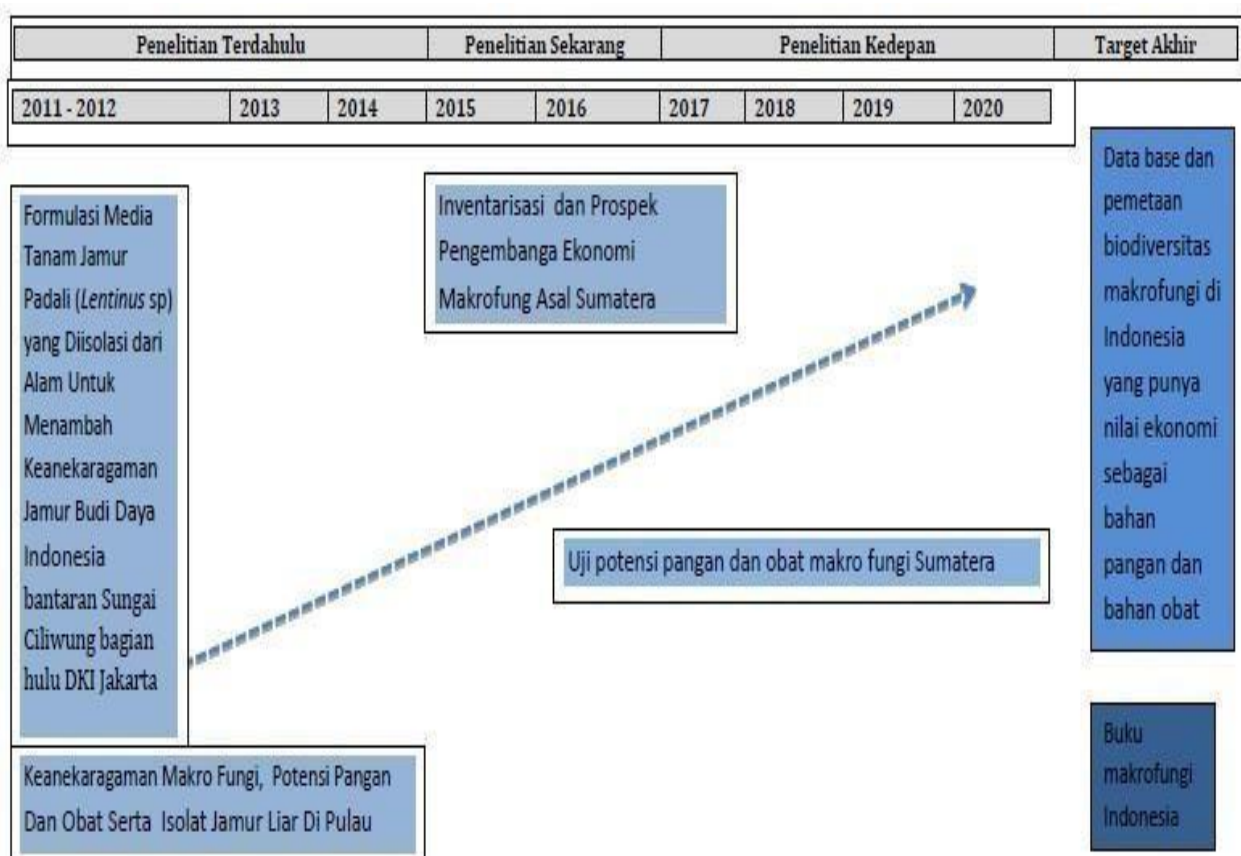 Penelitian Terdahulu Penelitian Sekarang Penelitian Kedepan Target Akhir
2011 - 2012 2013 2014 2015 2016 2017 2018 2019 2020
Formulasi Media
Tanam Jamur
Padali (Lentinus sp)
yang Diisolasi dari
Alam Untuk
Menambah
Keanekaragaman
Jamur Budi Daya
Indonesia
bantaran Sungai
Ciliwung bagian
hulu DKI Jakarta
Keanekaragaman Makro Fungi, Potensi Pangan
Dan Obat Serta Isolat Jamur Liar Di Pulau
Inventarisasi dan Prospek
Pengembanga Ekonomi
Makrofung Asal Sumatera
Uji potensi pangan dan obat makro fungi Sumatera
Data base dan
pemetaan
biodiversitas
makrofungi di
Indonesia
yang punya
nilai ekonomi
sebagai
bahan
pangan dan
bahan obat
Buku
makrofungi
Indonesia